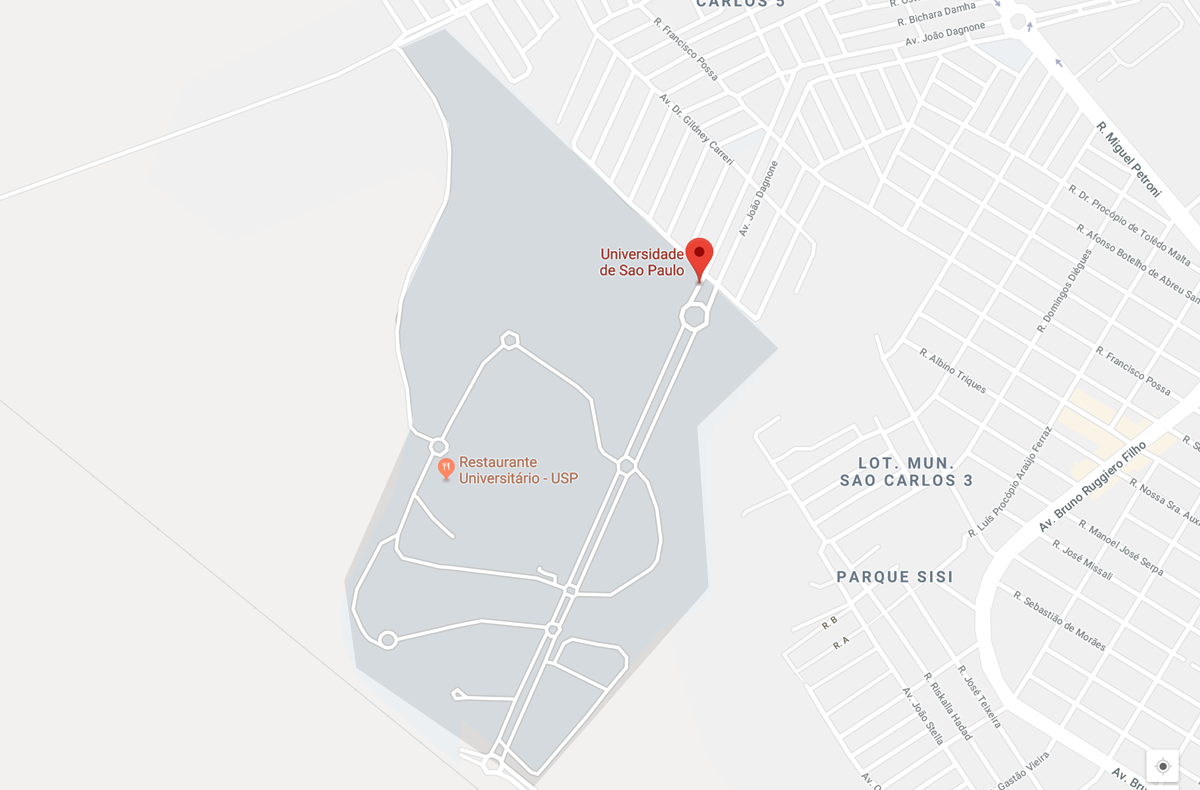 CARLOS 5
R. Bichara Damha
Av. João Dagnone
R. Francisco Possa
Av. Dr. Gildney Carreri
R. Miguel Petroni
Av. João Dagnone
R. Dr. Procópio de Tolêdo Malta
R. Afonso Botelho de Abreu Sam
Universidade
de Sao Paulo
R. Domingos Diégues
R. Albino Triques
R. Francisco Possa
Restaurante
Universitário - USP
LOT. MUN.
SAO CARLOS 3
R. Luís Procópio Araújo Ferraz
Av. Bruno Ruggiero Filho
R. Nossa Sra. Auxi
R. Manoel José Serpa
R. José Missali
PARQUE SISI
R. Sebastião de Morães
R. B
R. A
R. José Teixeira
R. Riskalla Hadad
Av. João Stella
R. Gastão Vieira
Av. Bru